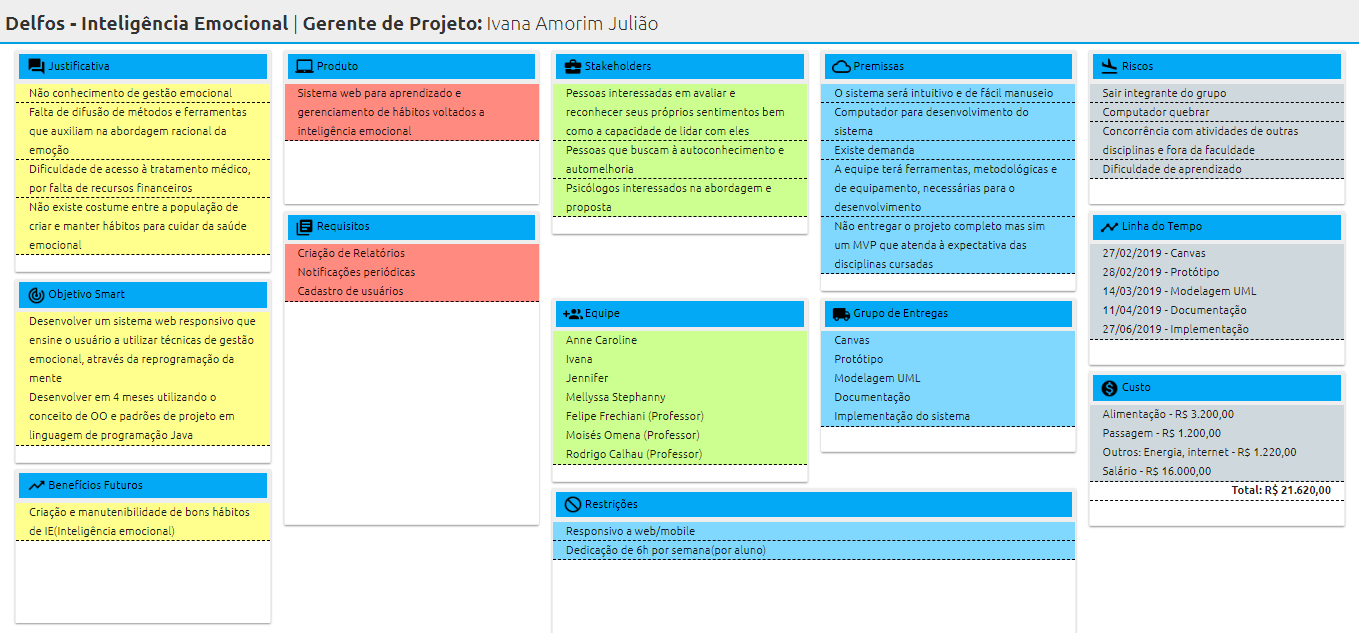 Delfos - Inteligência Emocional | Gerente de Projeto: Ivana Amorim Julião
Justificativa
Não conhecimento de gestão emocional
Falta de difusão de métodos e ferramentas
que auxiliam na abordagem racional da
emoção
Dificuldade de acesso à tratamento médico,
por falta de recursos financeiros
Não existe costume entre a população de
criar e manter hábitos para cuidar da saúde
emocional
Objetivo Smart
Desenvolver um sistema web responsivo que
ensine o usuário a utilizar técnicas de gestão
emocional, através da reprogramação da
mente
Desenvolver em 4 meses utilizando o
conceito de OO e padrões de projeto em
linguagem de programação Java
Benefícios Futuros
Criação e manutenibilidade de bons hábitos
de IE(Inteligência emocional)
Produto
Sistema web para aprendizado e
gerenciamento de hábitos voltados a
inteligência emocional
Requisitos
Criação de Relatórios
Notificações periódicas
Cadastro de usuários
Stakeholders
Pessoas interessadas em avaliar e
reconhecer seus próprios sentimentos bem
como a capacidade de lidar com eles
Pessoas que buscam à autoconhecimento e
automelhoria
Psicólogos interessados na abordagem e
proposta
Equipe
Anne Caroline
Ivana
Jennifer
Mellyssa Stephanny
Felipe Frechiani (Professor)
Moisés Omena (Professor)
Rodrigo Calhau (Professor)
Premissas
O sistema será intuitivo e de fácil manuseio
Computador para desenvolvimento do
sistema
Existe demanda
A equipe terá ferramentas, metodológicas e
de equipamento, necessárias para o
desenvolvimento
Não entregar o projeto completo mas sim
um MVP que atenda à expectativa das
disciplinas cursadas
Grupo de Entregas
Canvas
Protótipo
Modelagem UML
Documentação
Implementação do sistema
Restrições
Responsivo a web/mobile
Dedicação de 6h por semana(por aluno)
Riscos
Sair integrante do grupo
Computador quebrar
Concorrência com atividades de outras
disciplinas e fora da faculdade
Dificuldade de aprendizado
Linha do Tempo
27/02/2019 - Canvas
28/02/2019 - Protótipo
14/03/2019 - Modelagem UML
11/04/2019 - Documentação
27/06/2019 - Implementação
Custo
Alimentação - R$ 3.200,00
Passagem - R$ 1.200,00
Outros: Energia, internet - R$ 1.220,00
Salário - R$ 16.000,00
Total: R$ 21.620,00